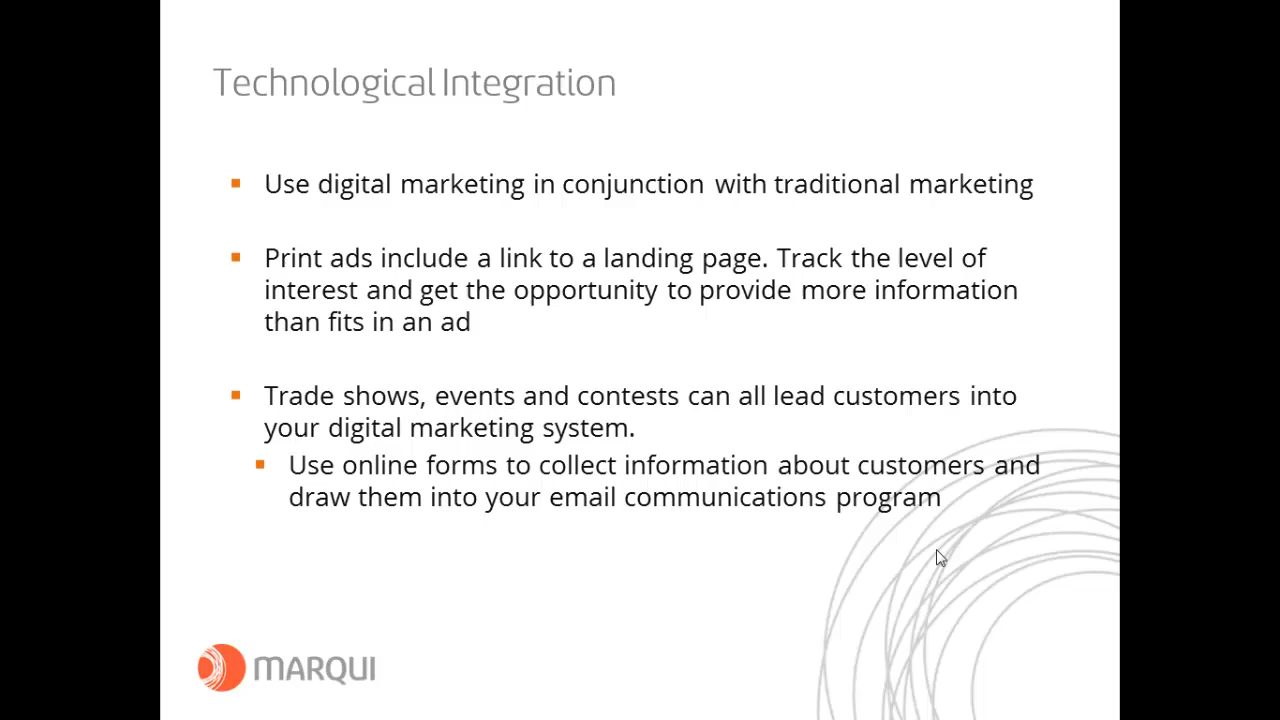 Technological Integration
Use digital marketing in conjunction with traditional marketing
Print ads include a link to a landing page. Track the level of
interest and get the opportunity to provide more information
than fits in an ad
Trade shows, events and contests can all lead customers into
your digital marketing system.
Use online forms to collect information about customers and
draw them into your email communications program
MARQUI